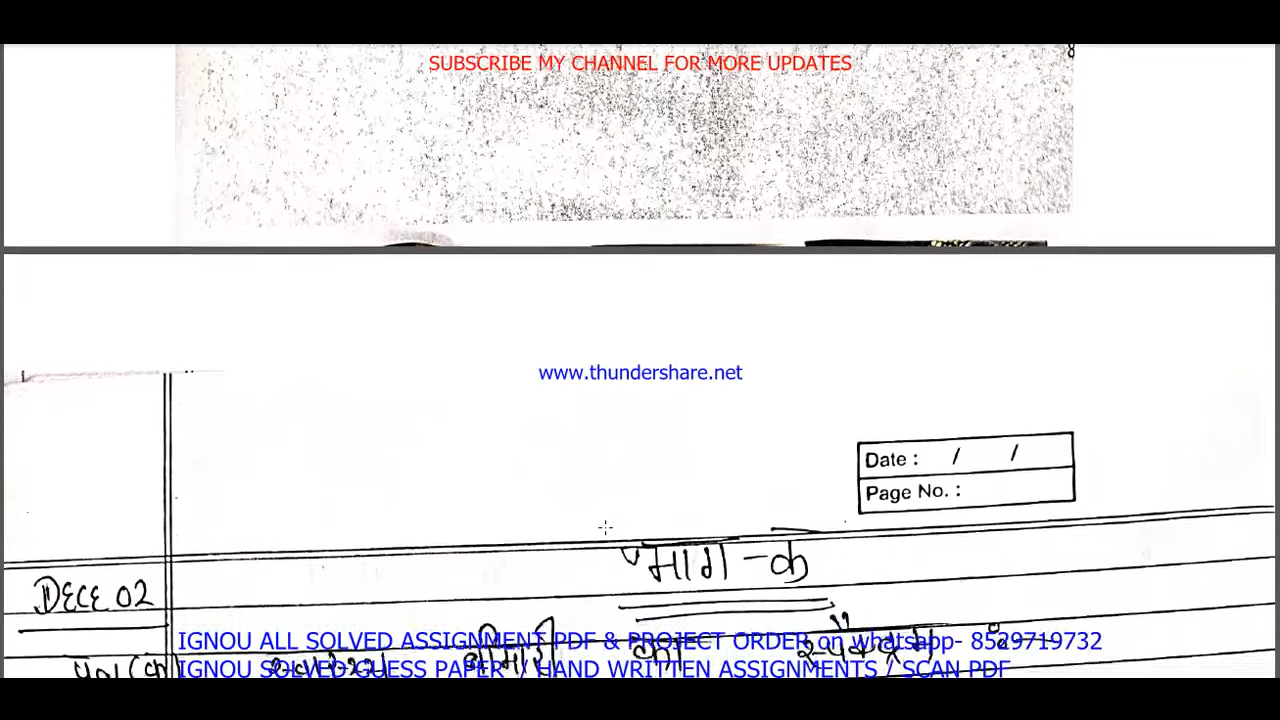 8
SUBSCRIBE MY CHANNEL FOR MORE UPDATES
www.thundershare.net
Date : / /
Page No. :
भाग - क
DECE 02
IGNOU ALL SOLVED ASSIGNMENT PDF & PROJECT ORDER on whatsapp- 8529719732
IGNOU SOLVED GUESS PAPER / HAND WRITTEN ASSIGNMENTS / SCAN PDF